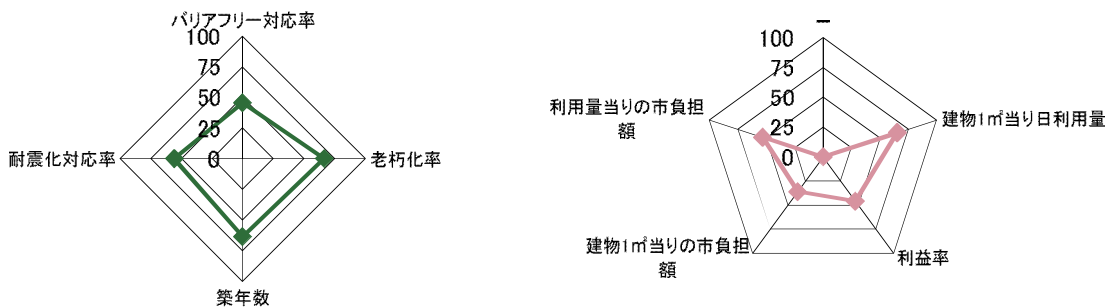 バリアフリー対応率
100
75
50
25
0
耐震化対応率
老朽化率
築年数
－
100
75
50
25
0
利用量当りの市負担
額
建物1㎡当り日利用量
建物1㎡当りの市負担
額
利益率